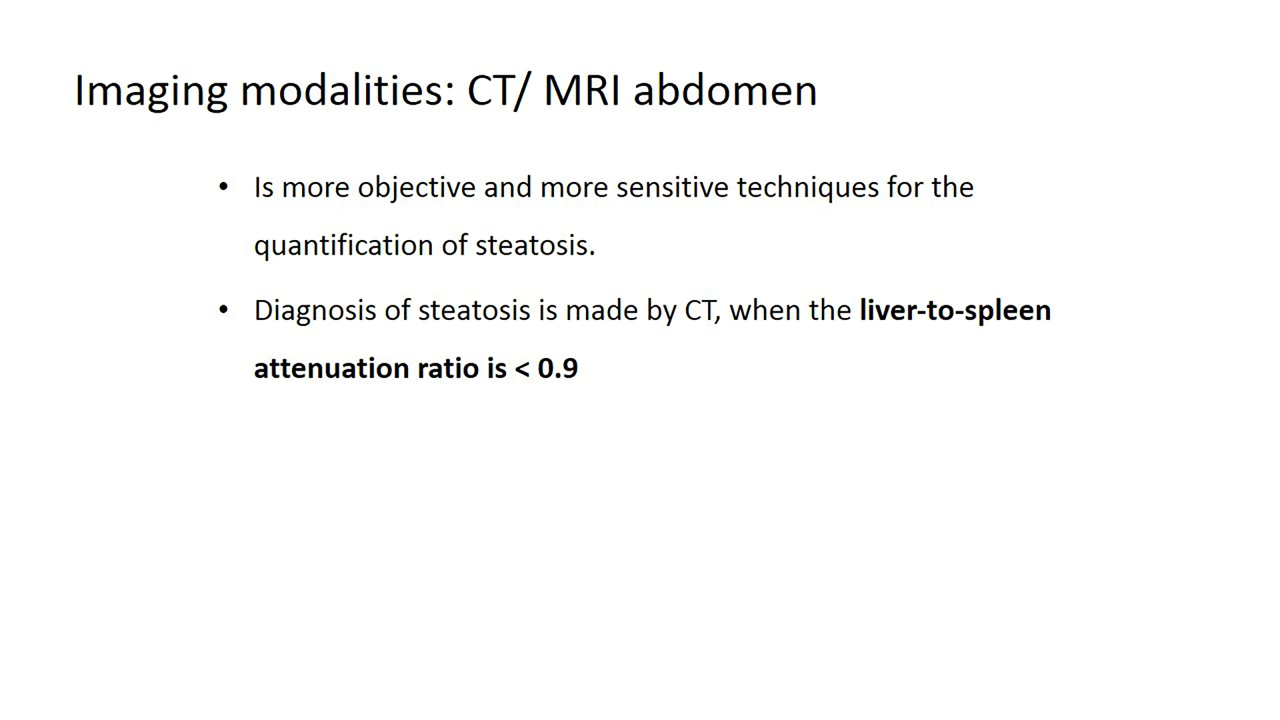 Imaging modalities: CT/ MRI abdomen
• Is more objective and more sensitive techniques for the
quantification of steatosis.
• Diagnosis of steatosis is made by CT, when the liver-to-spleen
attenuation ratio is < 0.9